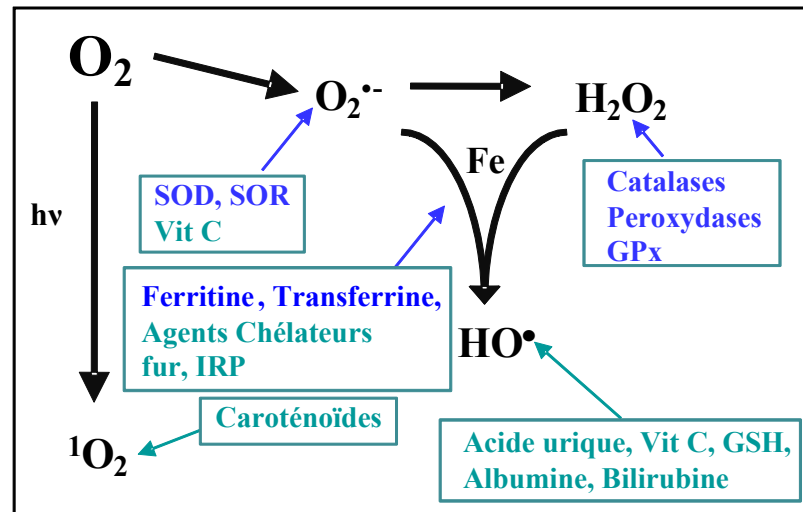 O₂
O₂•-
H₂O₂
Fe
hν
SOD, SOR
Vit C
Catalases
Peroxydases
GPx
Ferritine, Transferrine,
Agents Chélateurs
fur, IRP
HO•
Caroténoïdes
¹O₂
Acide urique, Vit C, GSH,
Albumine, Bilirubine